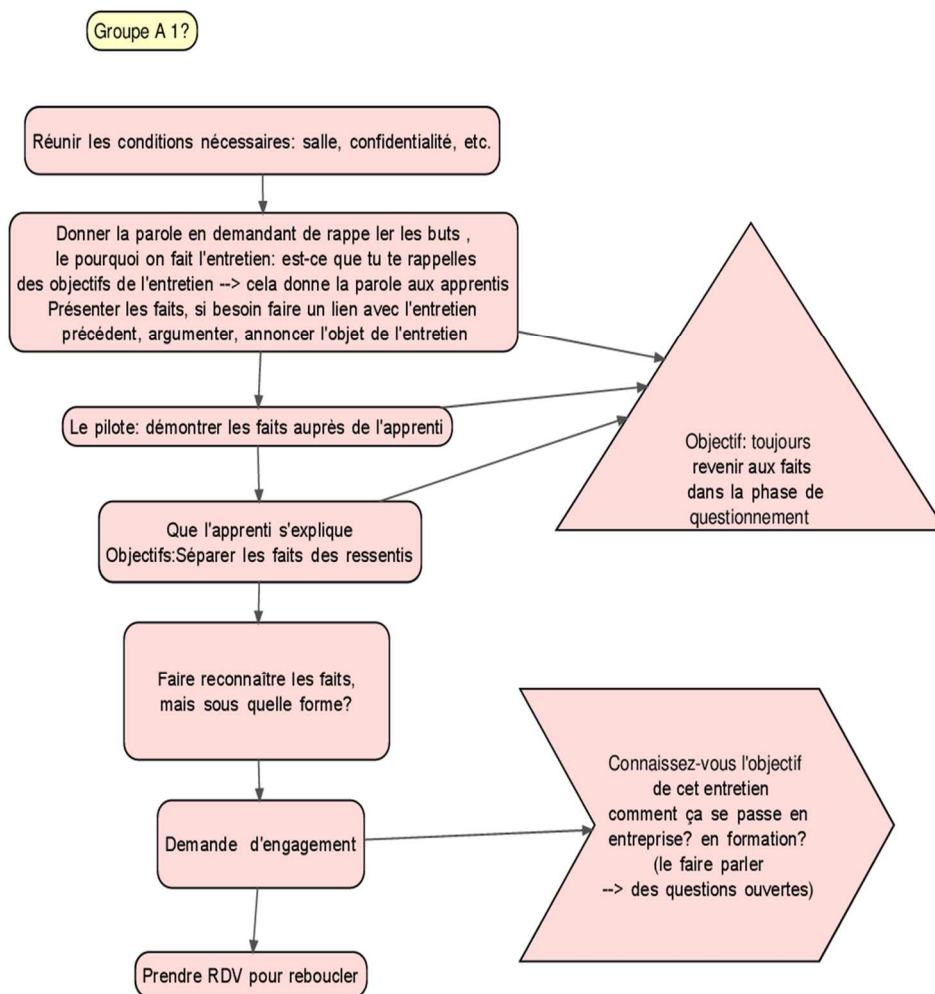 Groupe A 1?
Réunir les conditions nécessaires: salle, confidentialité, etc.
Donner la parole en demandant de rappe ler les buts ,
le pourquoi on fait l'entretien: est-ce que tu te rappelles
des objectifs de l'entretien --> cela donne la parole aux apprentis
Présenter les faits, si besoin faire un lien avec l'entretien
précédent, argumenter, annoncer l'objet de l'entretien
Le pilote: démontrer les faits auprès de l'apprenti
Objectif: toujours
revenir aux faits
dans la phase de
questionnement
Que l'apprenti s'explique
Objectifs:Séparer les faits des ressentis
Faire reconnaître les faits,
mais sous quelle forme?
Demande d'engagement
Connaissez-vous l'objectif
de cet entretien
comment ça se passe en
entreprise? en formation?
(le faire parler
--> des questions ouvertes)
Prendre RDV pour reboucler